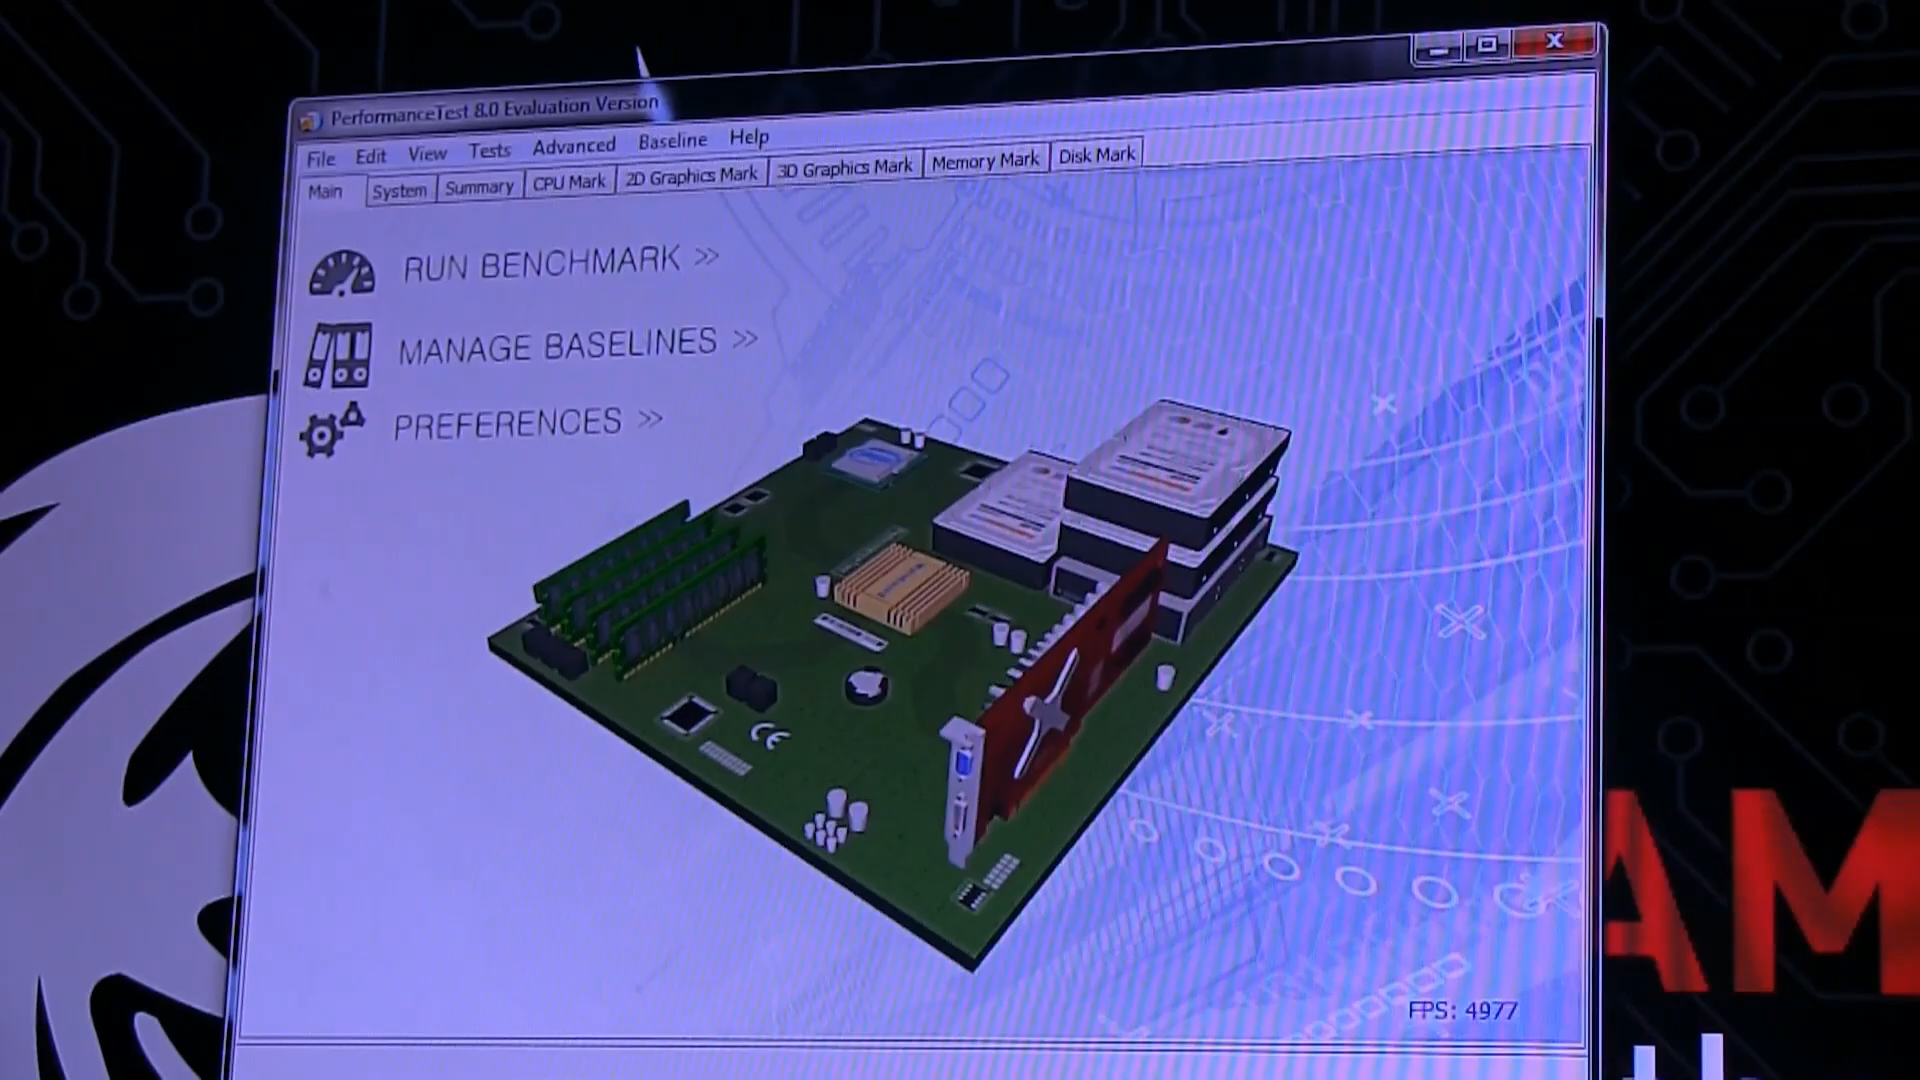 PerformanceTest 8.0 Evaluation Version
File Edit View Tests Advanced Baseline Help
Main System Summary CPU Mark 2D Graphics Mark 3D Graphics Mark Memory Mark Disk Mark
RUN BENCHMARK >>
MANAGE BASELINES >>
PREFERENCES >>
CE
AM
FPS: 4977